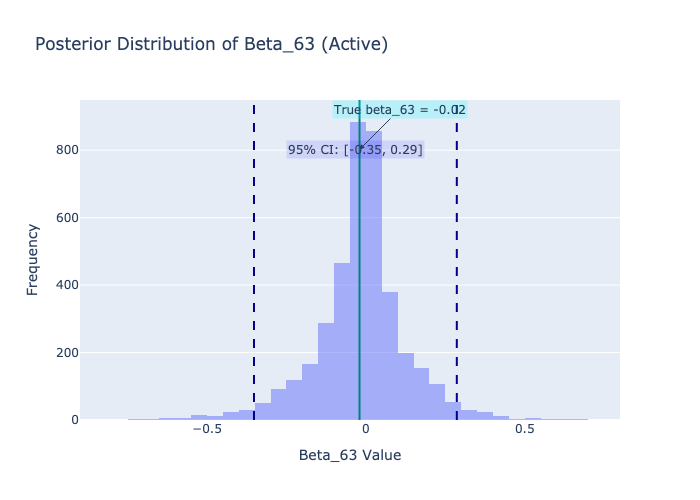 Posterior Distribution of Beta_63 (Active)
True beta_63 = -0.02
95% CI: [-0.35, 0.29]
800
600
400
200
0
Frequency
−0.5
0
0.5
Beta_63 Value